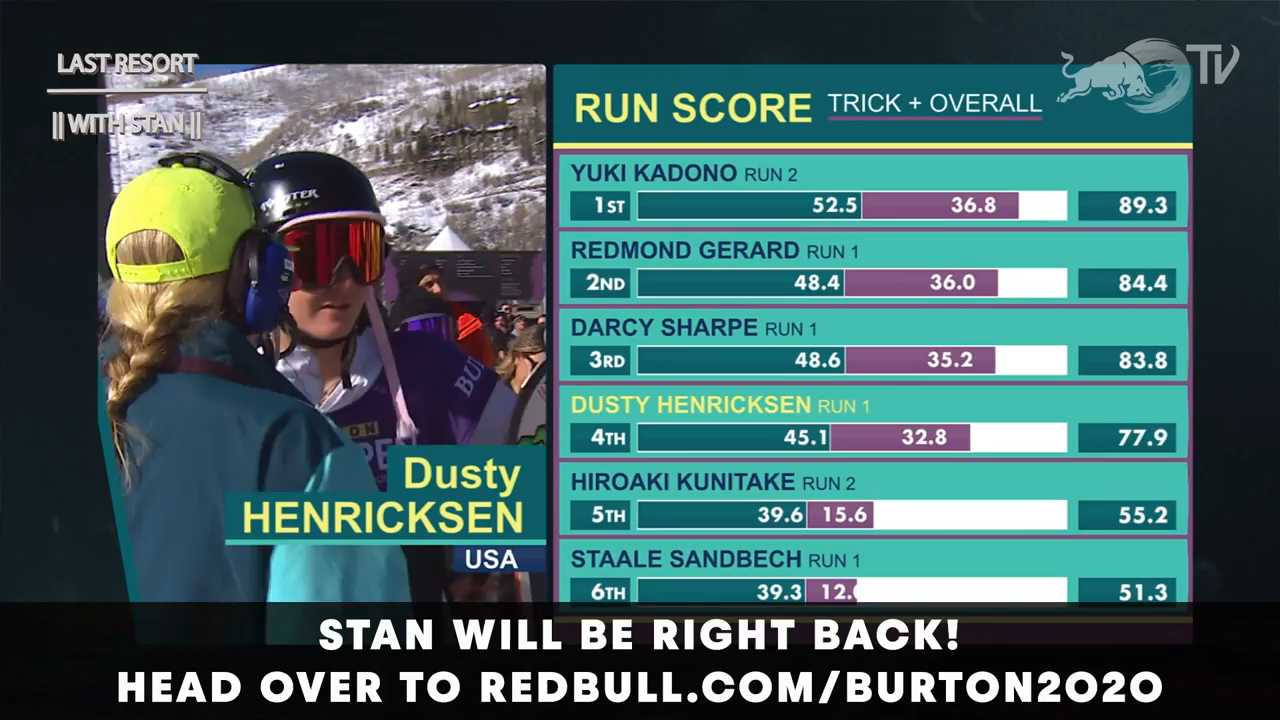 LAST RESORT
|| WITH STAN ||
TV
RUN SCORE TRICK + OVERALL
YUKI KADONO RUN 2
1ST 52.5 36.8 89.3
REDMOND GERARD RUN 1
2ND 48.4 36.0 84.4
DARCY SHARPE RUN 1
3RD 48.6 35.2 83.8
DUSTY HENRICKSEN RUN 1
4TH 45.1 32.8 77.9
HIROAKI KUNITAKE RUN 2
5TH 39.6 15.6 55.2
STAALE SANDBECH RUN 1
6TH 39.3 51.3
Dusty
HENRICKSEN
USA
STAN WILL BE RIGHT BACK!
HEAD OVER TO REDBULL.COM/BURTON2020